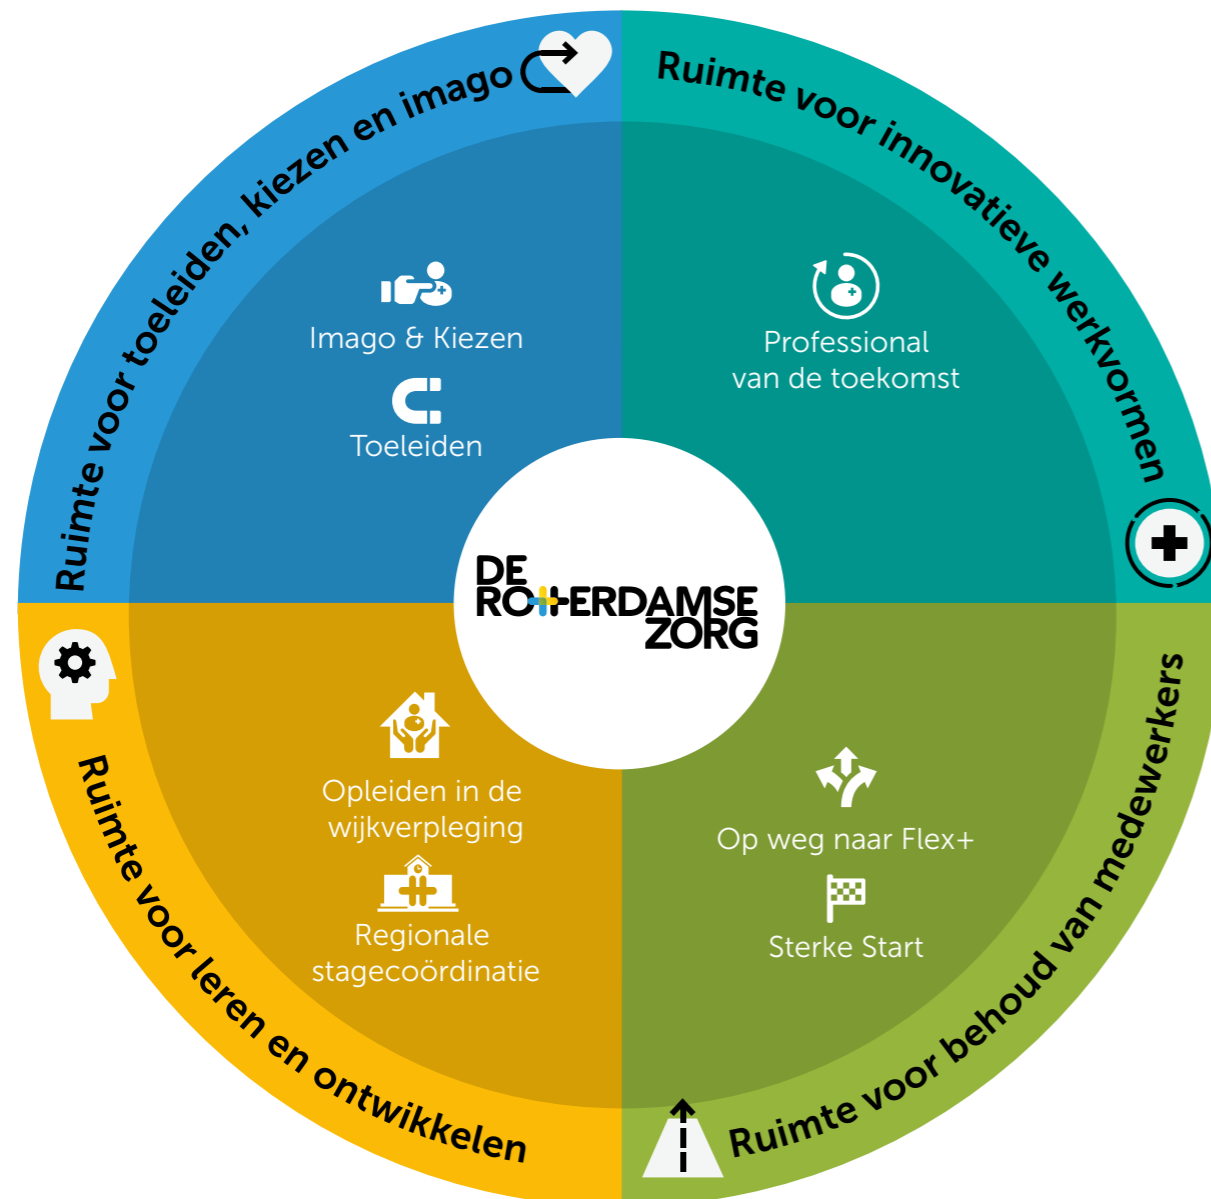 Ruimte voor toeleiden, kiezen en imago
Imago & Kiezen
Toeleiden
Ruimte voor innovatieve werkvormen
Professional
van de toekomst
DE
ROTTERDAMSE
ZORG
Ruimte voor leren en ontwikkelen
Opleiden in de
wijkverpleging
Regionale
stagecoördinatie
Ruimte voor behoud van medewerkers
Op weg naar Flex+
Sterke Start